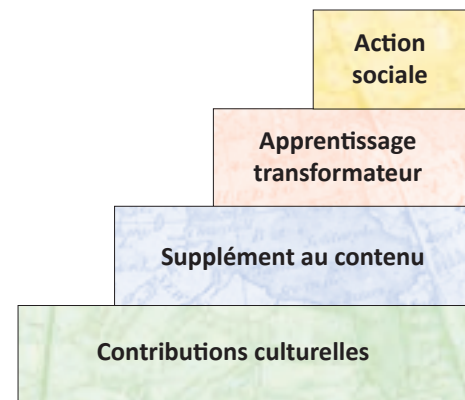 Action
sociale
Apprentissage
transformateur
Supplément au contenu
Contributions culturelles